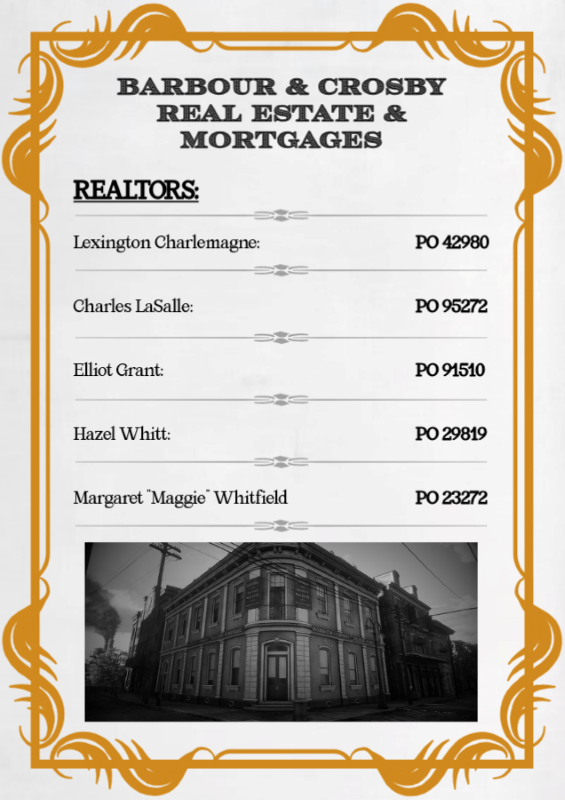 BARBOUR & CROSBY
REAL ESTATE &
MORTGAGES
REALTORS:
Lexington Charlemagne: PO 42980
Charles LaSalle: PO 95272
Elliot Grant: PO 91510
Hazel Whitt: PO 29819
Margaret "Maggie" Whitfield PO 23272